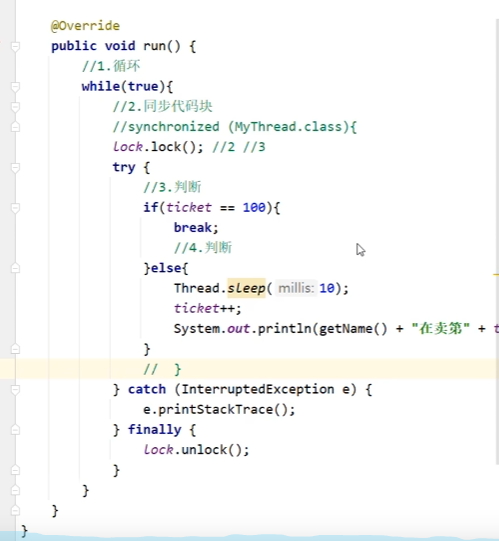 @Override
public void run() {
//1.循环
while(true){
//2.同步代码块
//synchronized (MyThread.class){
lock.lock(); //2 //3
try {
//3.判断
if(ticket == 100){
break;
//4.判断
}else{
Thread.sleep( millis: 10);
ticket++;
System.out.println(getName() + "在卖第" + t
}
//  }
} catch (InterruptedException e) {
e.printStackTrace();
} finally {
lock.unlock();
}
}
}
}